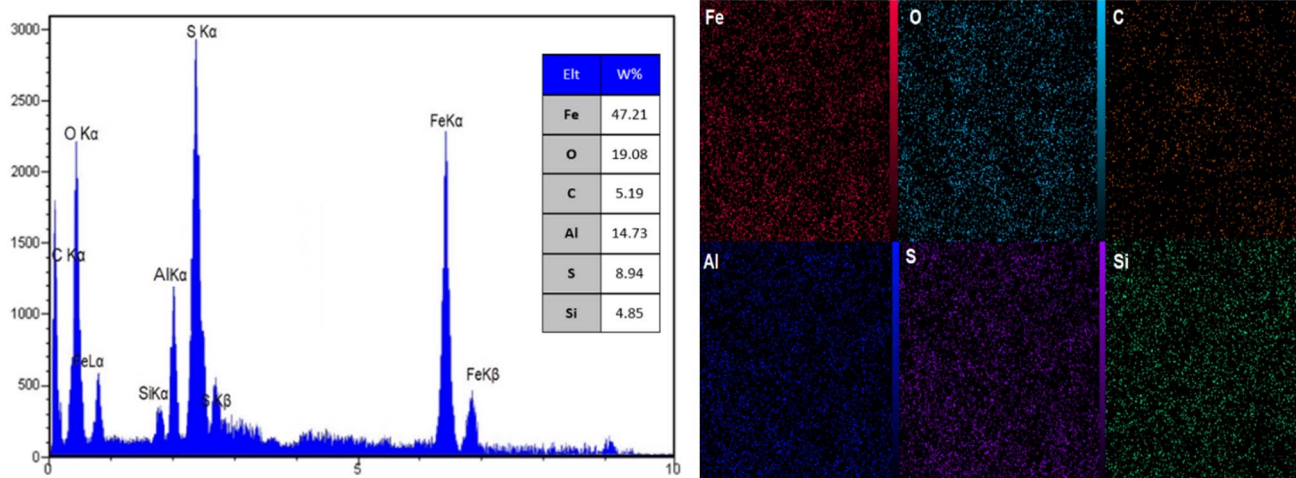 3000
2500
2000
1500
1000
500
0
0
5
10
S Kα
O Kα
C Kα
FeLα
SiKα
AlKα
S Kβ
FeKα
FeKβ
Elt W%
Fe 47.21
O 19.08
C 5.19
Al 14.73
S 8.94
Si 4.85
Fe
O
C
Al
S
Si